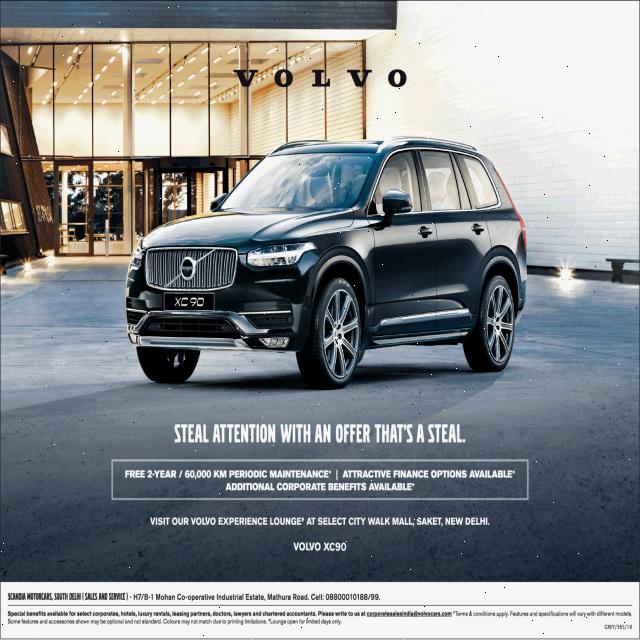 VOLVO
XC 90
STEAL ATTENTION WITH AN OFFER THAT'S A STEAL.
FREE 2-YEAR / 60,000 KM PERIODIC MAINTENANCE* | ATTRACTIVE FINANCE OPTIONS AVAILABLE*
ADDITIONAL CORPORATE BENEFITS AVAILABLE*
VISIT OUR VOLVO EXPERIENCE LOUNGE# AT SELECT CITY WALK MALL, SAKET, NEW DELHI.
VOLVO XC90
SCANDIA MOTORCARS, SOUTH DELHI | SALES AND SERVICE | - H7/B-1 Mohan Co-operative Industrial Estate, Mathura Road. Cell: 08800010188/99.
Special benefits available for select corporates, hotels, luxury rentals, leasing partners, doctors, lawyers and chartered accountants. Please write to us at corporatesalesindia@volvocars.com *Terms & conditions apply. Features and specifications will vary with different models.
Some features and accessories shown may be optional and not standard. Colours may not match due to printing limitations. #Lounge open for limited days only.
GREY/365/18